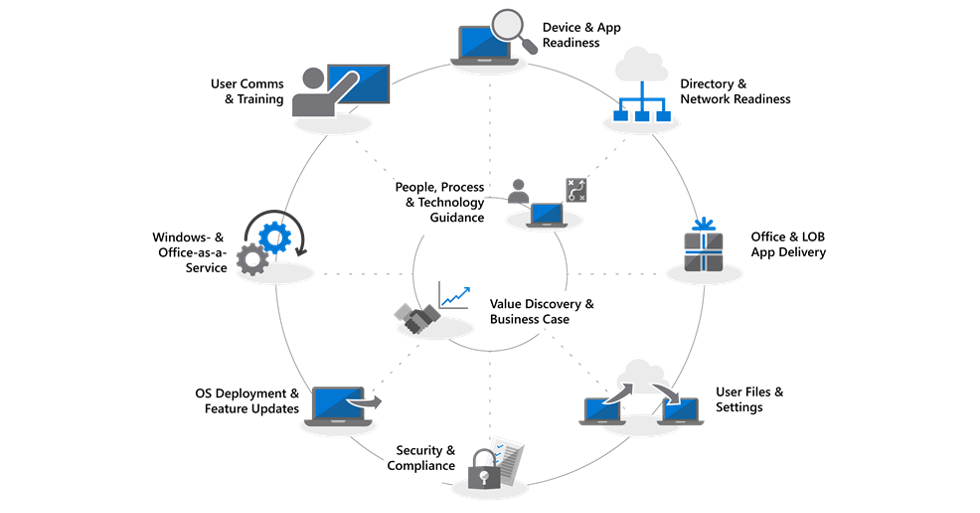 Device & App
Readiness
User Comms
& Training
Directory &
Network Readiness
People, Process
& Technology
Guidance
Windows- &
Office-as-a-
Service
Office & LOB
App Delivery
Value Discovery &
Business Case
OS Deployment &
Feature Updates
User Files &
Settings
Security &
Compliance